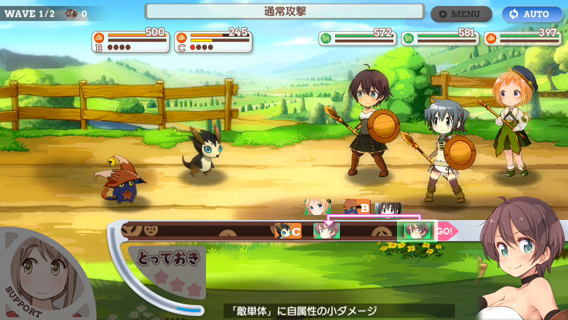 WAVE 1/2 0
通常攻撃
MENU
AUTO
500
B
245
C
572
581
397
B
C
GO!
とっておき
SUPPORT
「敵単体」に自属性の小ダメージ